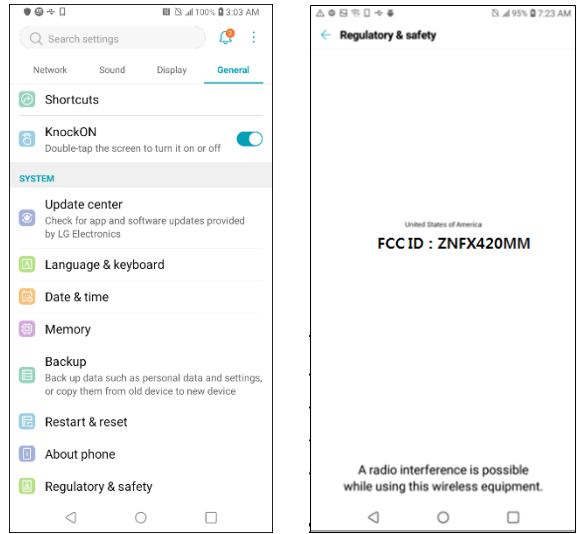 100% 3:03 AM
Search settings
2
Network Sound Display General
Shortcuts
KnockON
Double-tap the screen to turn it on or off
SYSTEM
Update center
Check for app and software updates provided
by LG Electronics
Language & keyboard
Date & time
Memory
Backup
Back up data such as personal data and settings,
or copy them from old device to new device
Restart & reset
About phone
Regulatory & safety
95% 7:23 AM
Regulatory & safety
United States of America
FCC ID : ZNFX420MM
A radio interference is possible
while using this wireless equipment.